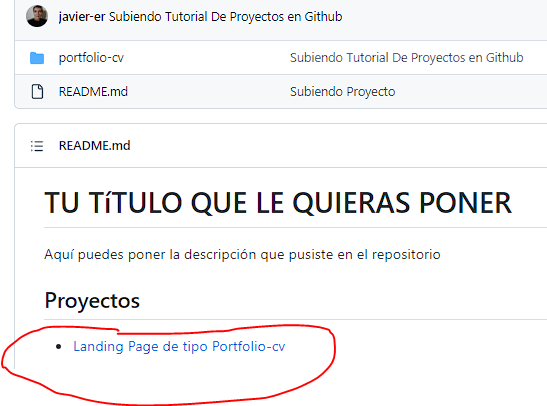 javier-er Subiendo Tutorial De Proyectos en Github
portfolio-cv Subiendo Tutorial De Proyectos en Github
README.md Subiendo Proyecto
README.md
TU TíTULO QUE LE QUIERAS PONER
Aquí puedes poner la descripción que pusiste en el repositorio
Proyectos
Landing Page de tipo Portfolio-cv